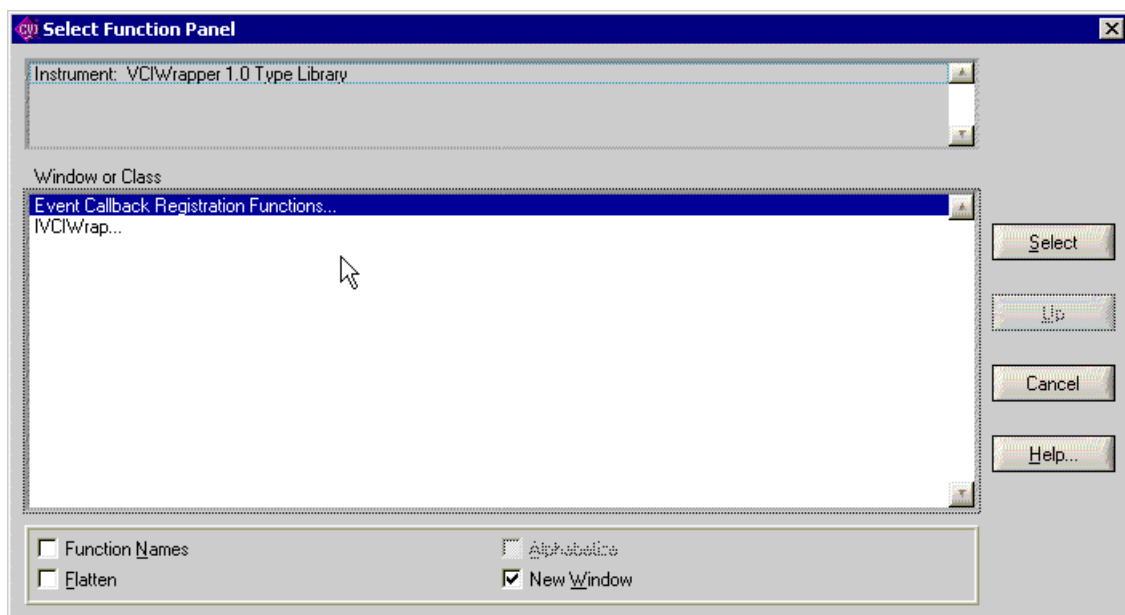 CVI Select Function Panel
Instrument: VCIWrapper 1.0 Type Library
Window or Class
Event Callback Registration Functions...
IVCIWrap...
Select
Up
Cancel
Help...
Function Names
Alphabetize
Flatten
New Window